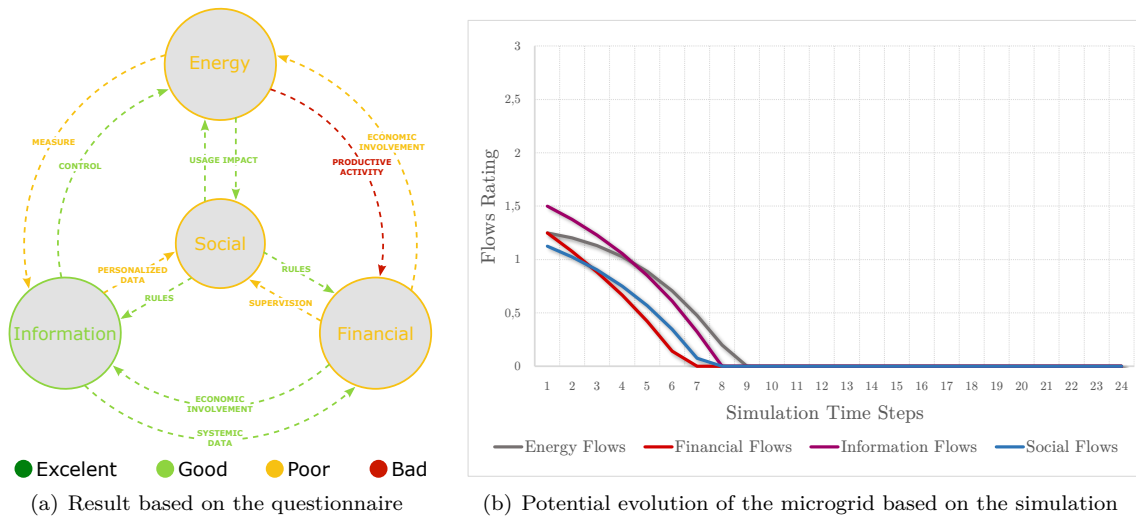 Energy
MEASURE
CONTROL
USAGE IMPACT
ECONOMIC
INVOLVEMENT
PRODUCTIVE
ACTIVITY
Social
PERSONALIZED
DATA
RULES
RULES
SUPERVISION
Information
Financial
ECONOMIC
INVOLVEMENT
SYSTEMIC
DATA
Excelent
Good
Poor
Bad
(a) Result based on the questionnaire
Flows Rating
3
2,5
2
1,5
1
0,5
0
1 2 3 4 5 6 7 8 9 10 11 12 13 14 15 16 17 18 19 20 21 22 23 24
Simulation Time Steps
Energy Flows Financial Flows Information Flows Social Flows
(b) Potential evolution of the microgrid based on the simulation